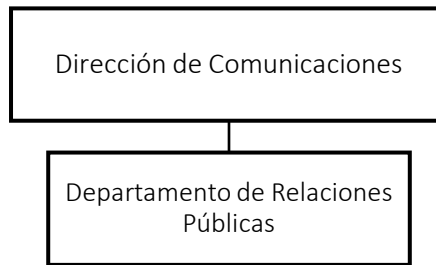 Dirección de Comunicaciones
Departamento de Relaciones
Públicas